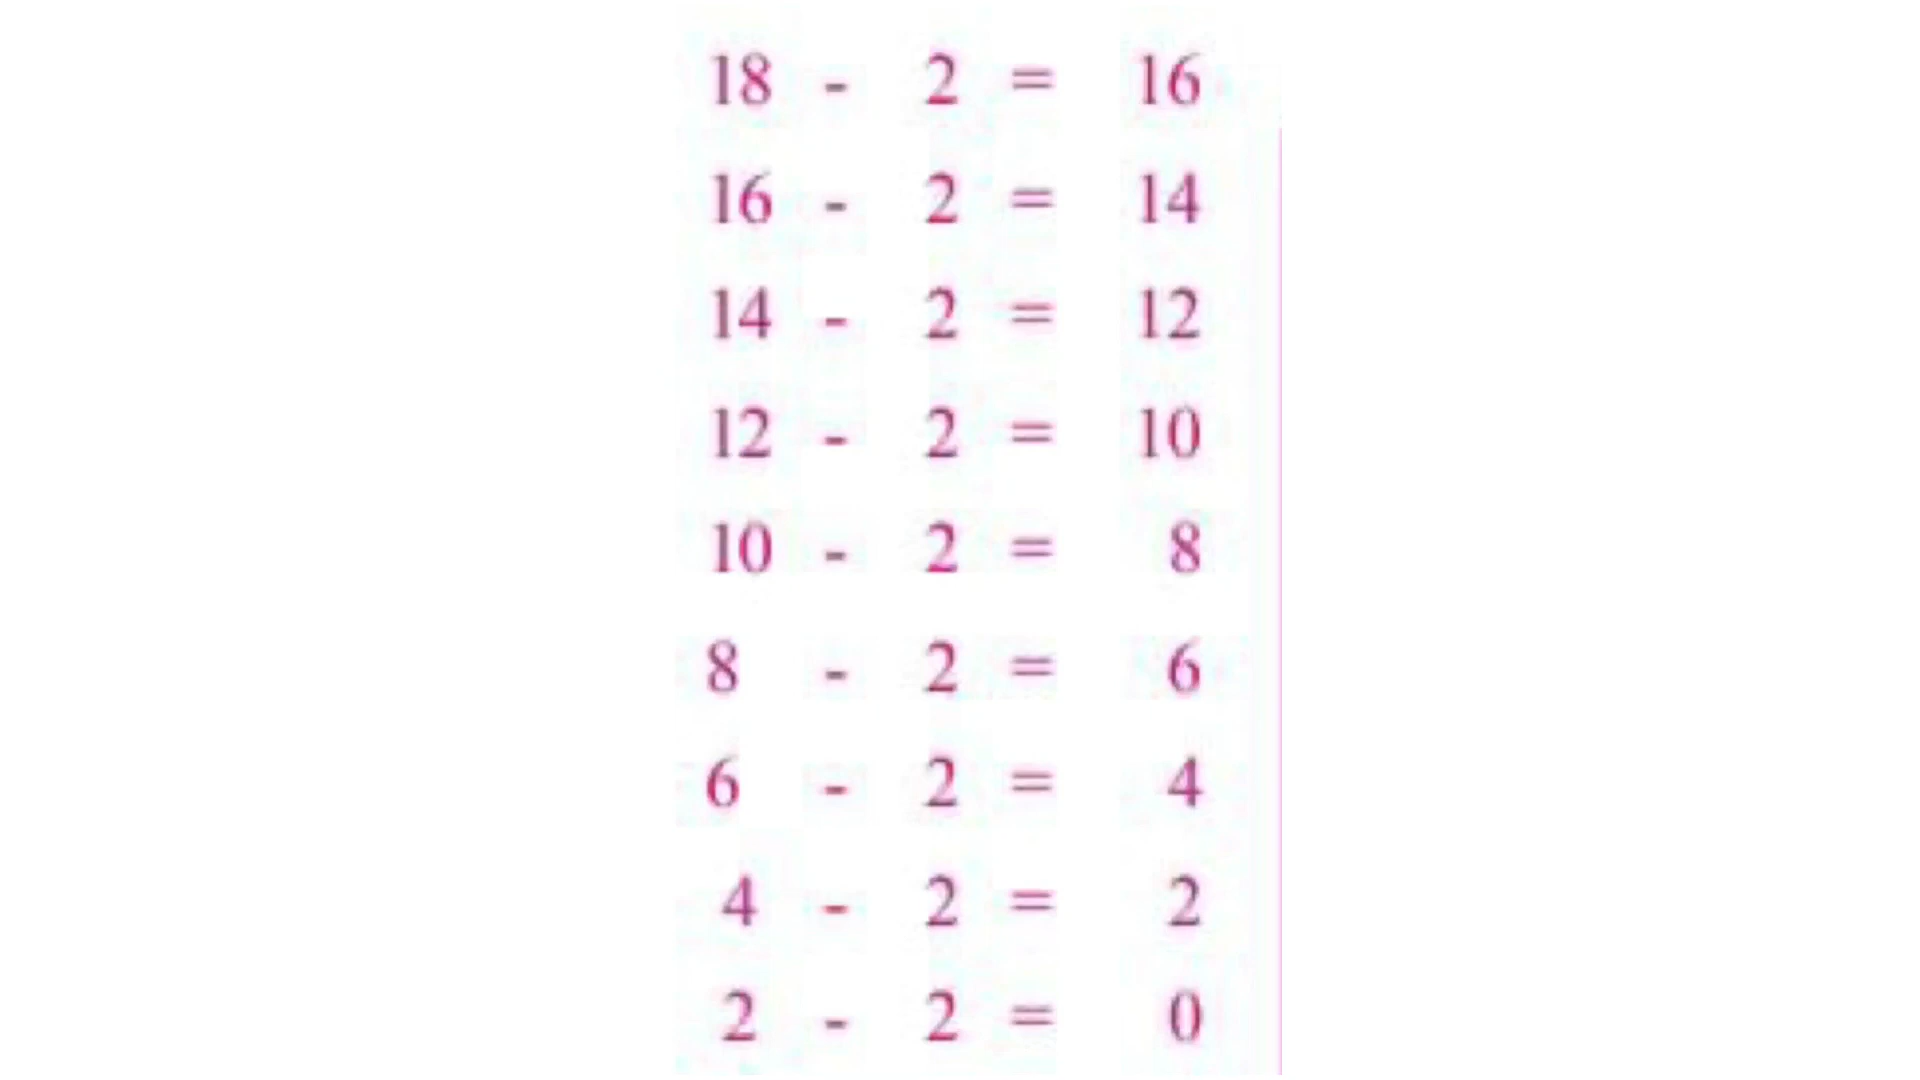 18 - 2 = 16
16 - 2 = 14
14 - 2 = 12
12 - 2 = 10
10 - 2 = 8
8 - 2 = 6
6 - 2 = 4
4 - 2 = 2
2 - 2 = 0